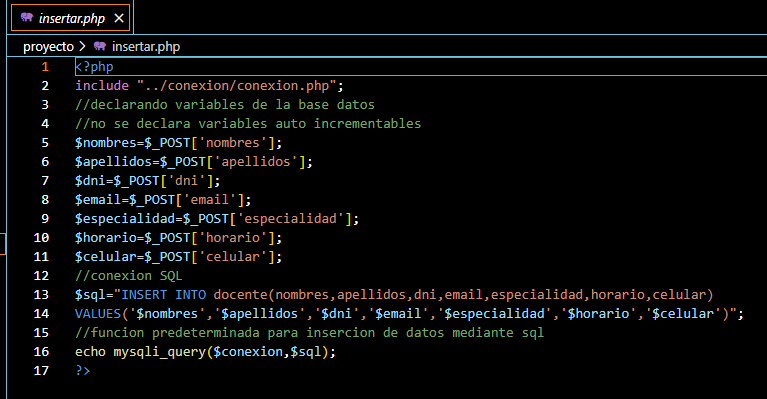 insertar.php
proyecto > insertar.php
1 <?php
2 include "../conexion/conexion.php";
3 //declarando variables de la base datos
4 //no se declara variables auto incrementables
5 $nombres=$_POST['nombres'];
6 $apellidos=$_POST['apellidos'];
7 $dni=$_POST['dni'];
8 $email=$_POST['email'];
9 $especialidad=$_POST['especialidad'];
10 $horario=$_POST['horario'];
11 $celular=$_POST['celular'];
12 //conexion SQL
13 $sql="INSERT INTO docente(nombres,apellidos,dni,email,especialidad,horario,celular)
14 VALUES('$nombres','$apellidos','$dni','$email','$especialidad','$horario','$celular')";
15 //funcion predeterminada para insercion de datos mediante sql
16 echo mysqli_query($conexion,$sql);
17 ?>